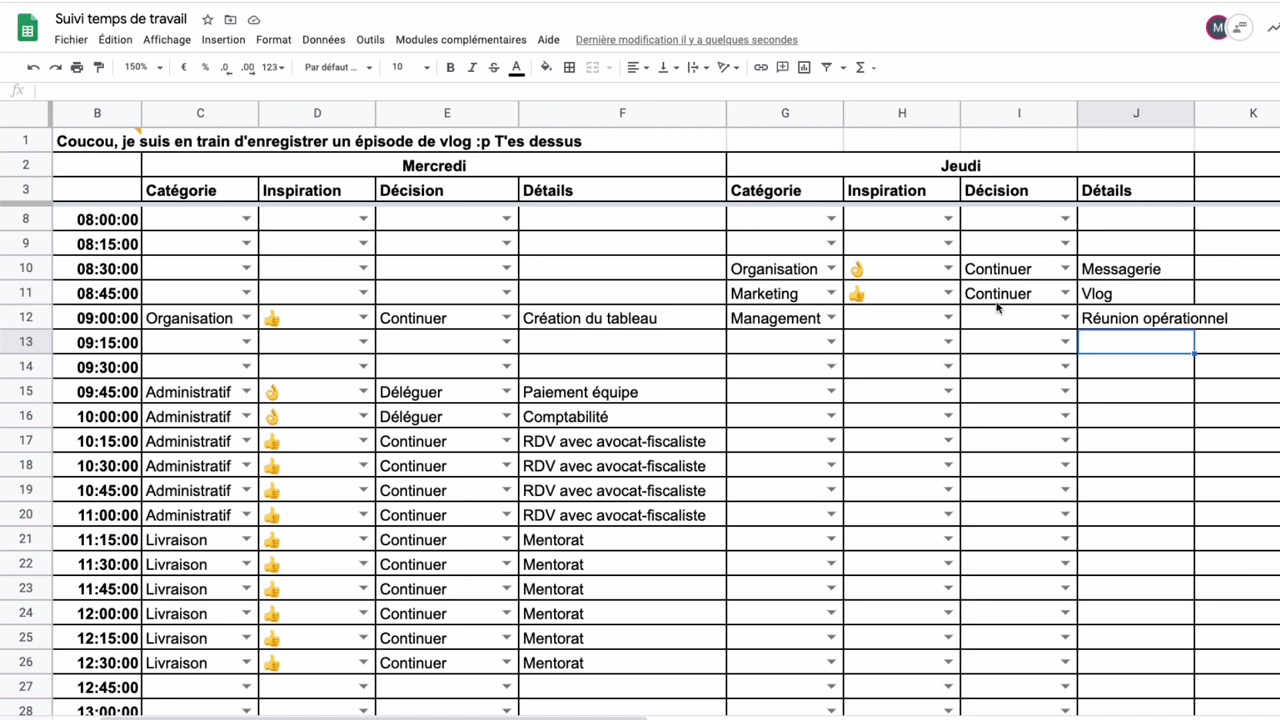 Suivi temps de travail
Fichier Édition Affichage Insertion Format Données Outils Modules complémentaires Aide Dernière modification il y a quelques secondes
M
150% € % .0 .00 123 Par défaut ... 10 B I S A Σ
fx
B C D E F G H I J K
1 Coucou, je suis en train d'enregistrer un épisode de vlog :p T'es dessus
2 Mercredi Jeudi
3 Catégorie Inspiration Décision Détails Catégorie Inspiration Décision Détails
8 08:00:00
9 08:15:00
10 08:30:00 Organisation 👌 Continuer Messagerie
11 08:45:00 Marketing 👍 Continuer Vlog
12 09:00:00 Organisation 👍 Continuer Création du tableau Management Réunion opérationnel
13 09:15:00
14 09:30:00
15 09:45:00 Administratif 👌 Déléguer Paiement équipe
16 10:00:00 Administratif 👌 Déléguer Comptabilité
17 10:15:00 Administratif 👍 Continuer RDV avec avocat-fiscaliste
18 10:30:00 Administratif 👍 Continuer RDV avec avocat-fiscaliste
19 10:45:00 Administratif 👍 Continuer RDV avec avocat-fiscaliste
20 11:00:00 Administratif 👍 Continuer RDV avec avocat-fiscaliste
21 11:15:00 Livraison 👍 Continuer Mentorat
22 11:30:00 Livraison 👍 Continuer Mentorat
23 11:45:00 Livraison 👍 Continuer Mentorat
24 12:00:00 Livraison 👍 Continuer Mentorat
25 12:15:00 Livraison 👍 Continuer Mentorat
26 12:30:00 Livraison 👍 Continuer Mentorat
27 12:45:00
28 13:00:00